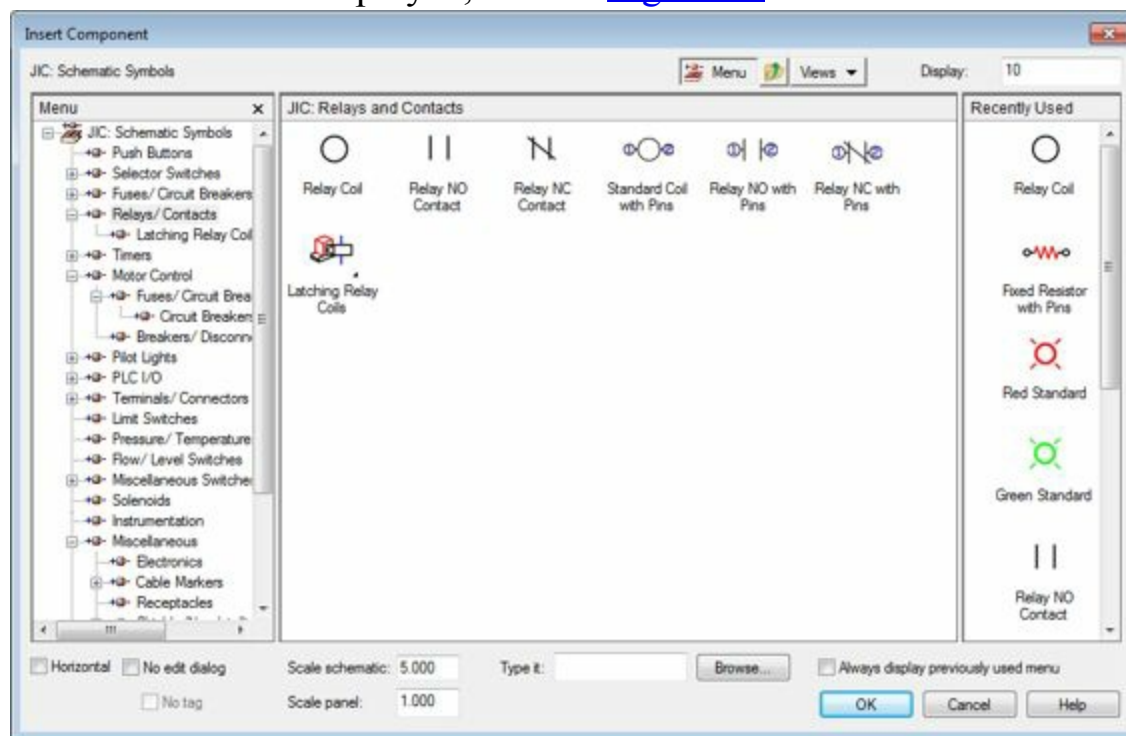 Insert Component
JIC: Schematic Symbols
Menu
Views
Display:
10
Menu
x
JIC: Schematic Symbols
Push Buttons
Selector Switches
Fuses/ Circuit Breakers
Relays/ Contacts
Latching Relay Coil
Timers
Motor Control
Fuses/ Circuit Brea
Circuit Breakers
Breakers/ Disconn
Pilot Lights
PLC I/O
Terminals/ Connectors
Limit Switches
Pressure/ Temperature
Flow/ Level Switches
Miscellaneous Switche
Solenoids
Instrumentation
Miscellaneous
Electronics
Cable Markers
Receptacles
JIC: Relays and Contacts
Relay Coil
Relay NO
Contact
Relay NC
Contact
Standard Coil
with Pins
Relay NO with
Pins
Relay NC with
Pins
Latching Relay
Coils
Recently Used
Relay Coil
Fixed Resistor
with Pins
Red Standard
Green Standard
Relay NO
Contact
Horizontal
No edit dialog
No tag
Scale schematic: 5.000
Scale panel: 1.000
Type it:
Browse...
Always display previously used menu
OK
Cancel
Help